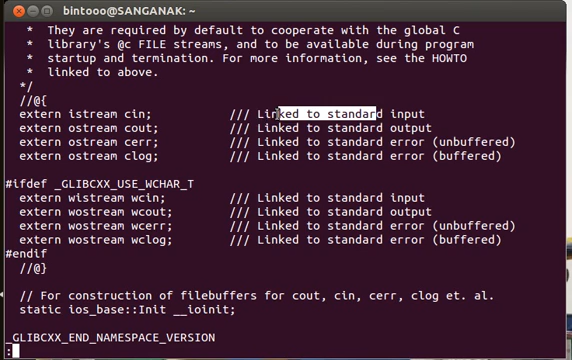 bintooo@SANGANAK: ~
* They are required by default to cooperate with the global C
* library's @c FILE streams, and to be available during program
* startup and termination. For more information, see the HOWTO
* linked to above.
*/
//@{
extern istream cin; /// Linked to standard input
extern ostream cout; /// Linked to standard output
extern ostream cerr; /// Linked to standard error (unbuffered)
extern ostream clog; /// Linked to standard error (buffered)
#ifdef _GLIBCXX_USE_WCHAR_T
extern wistream wcin; /// Linked to standard input
extern wostream wcout; /// Linked to standard output
extern wostream wcerr; /// Linked to standard error (unbuffered)
extern wostream wclog; /// Linked to standard error (buffered)
#endif
//@}
// For construction of filebuffers for cout, cin, cerr, clog et. al.
static ios_base::Init __ioinit;
_GLIBCXX_END_NAMESPACE_VERSION
: